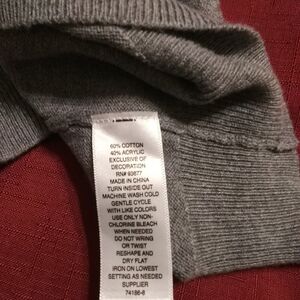 60% COTTON
40% ACRYLIC
EXCLUSIVE OF
DECORATION
RN# 93677
MADE IN CHINA
TURN INSIDE OUT
MACHINE WASH COLD
GENTLE CYCLE
WITH LIKE COLORS
USE ONLY NON-
CHLORINE BLEACH
WHEN NEEDED
DO NOT WRING
OR TWIST
RESHAPE AND
DRY FLAT
IRON ON LOWEST
SETTING AS NEEDED
SUPPLIER
74186-8